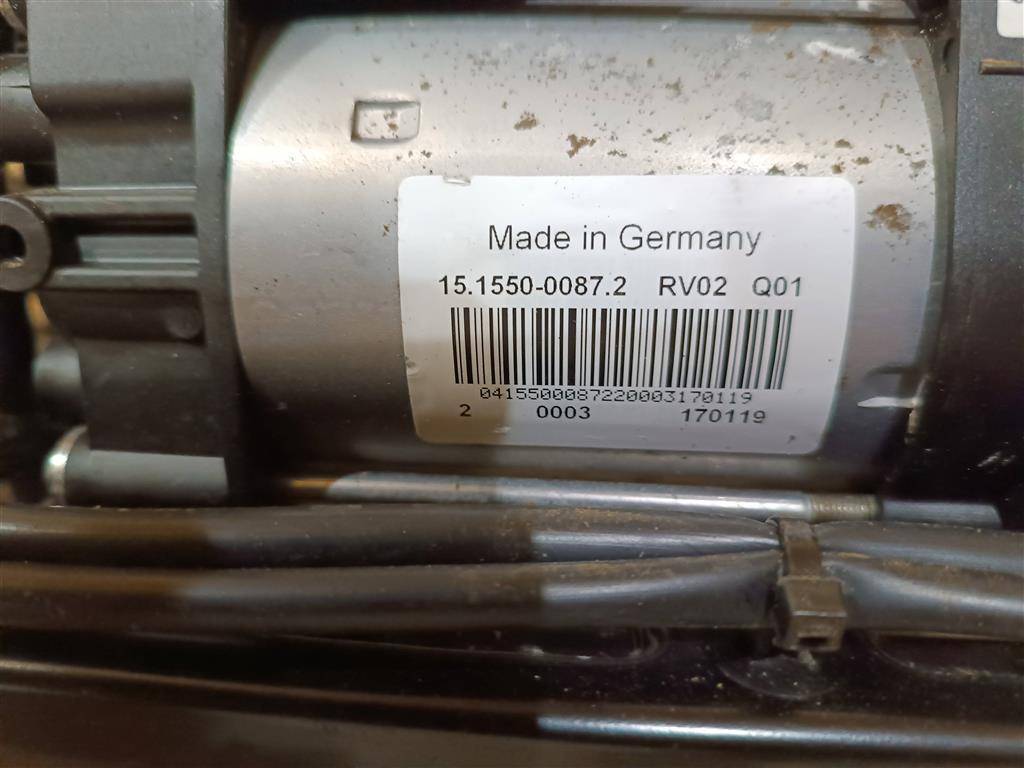 Made in Germany
15.1550-0087.2 RV02 Q01
0415500087220003170119
2 0003 170119